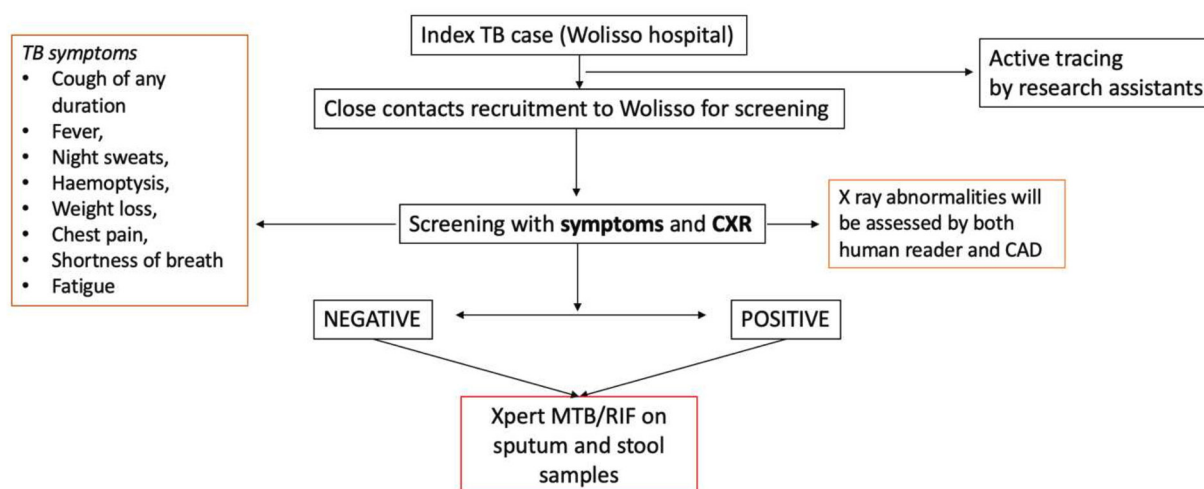 TB symptoms
• Cough of any
duration
• Fever,
• Night sweats,
• Haemoptysis,
• Weight loss,
• Chest pain,
• Shortness of breath
• Fatigue
Index TB case (Wolisso hospital)
Active tracing
by research assistants
Close contacts recruitment to Wolisso for screening
Screening with symptoms and CXR
X ray abnormalities will
be assessed by both
human reader and CAD
NEGATIVE
POSITIVE
Xpert MTB/RIF on
sputum and stool
samples